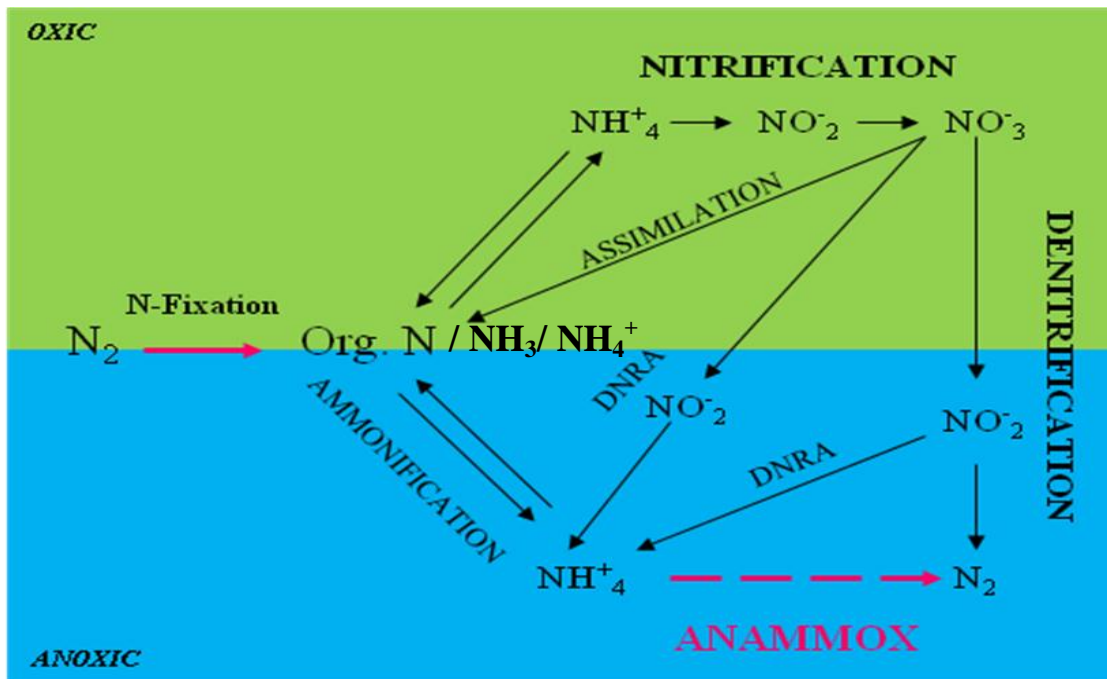 OXIC
NITRIFICATION
NH⁺₄ → NO⁻₂ → NO⁻₃
ASSIMILATION
DENITRIFICATION
N-Fixation
N₂ → Org. N / NH₃/ NH₄⁺
AMMONIFICATION
DNRA
NO⁻₂
NO⁻₂
DNRA
NH⁺₄
N₂
ANAMMOX
ANOXIC